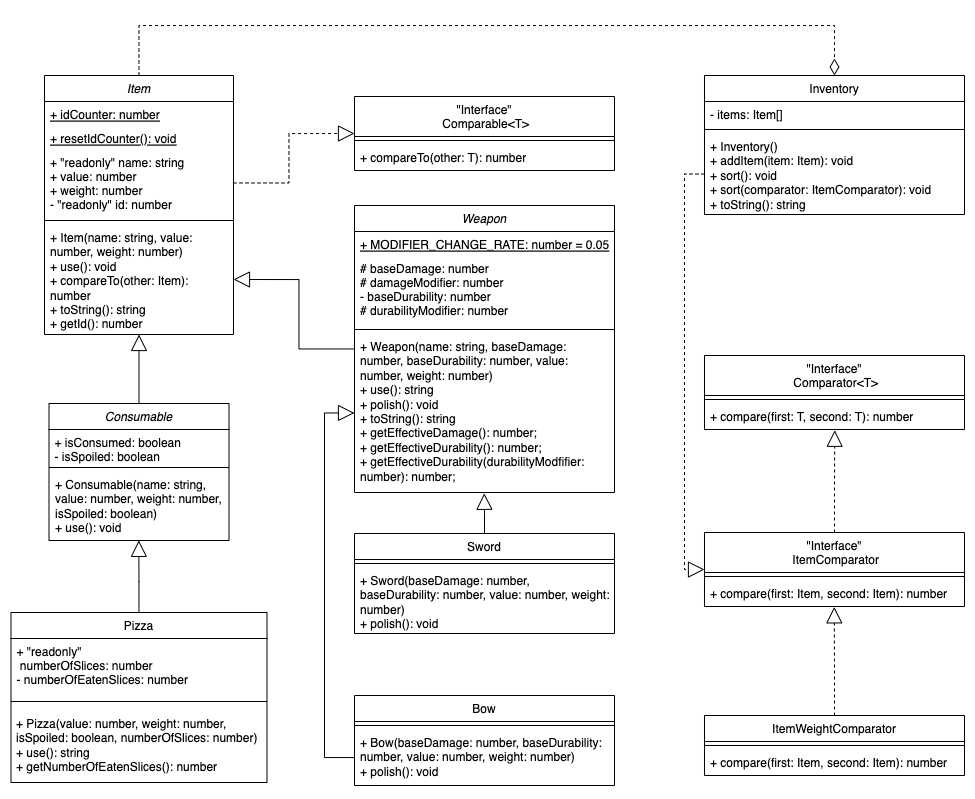 Item
+ idCounter: number
+ resetIdCounter(): void
+ "readonly" name: string
+ value: number
+ weight: number
- "readonly" id: number
+ Item(name: string, value:
number, weight: number)
+ use(): void
+ compareTo(other: Item):
number
+ toString(): string
+ getId(): number
"Interface"
Comparable<T>
+ compareTo(other: T): number
Inventory
- items: Item[]
+ Inventory()
+ addItem(item: Item): void
+ sort(): void
+ sort(comparator: ItemComparator): void
+ toString(): string
Weapon
+ MODIFIER_CHANGE_RATE: number = 0.05
# baseDamage: number
# damageModifier: number
- baseDurability: number
# durabilityModifier: number
+ Weapon(name: string, baseDamage:
number, baseDurability: number, value:
number, weight: number)
+ use(): string
+ polish(): void
+ toString(): string
+ getEffectiveDamage(): number;
+ getEffectiveDurability(): number;
+ getEffectiveDurability(durabilityModfifier:
number): number;
"Interface"
Comparator<T>
+ compare(first: T, second: T): number
Consumable
+ isConsumed: boolean
- isSpoiled: boolean
+ Consumable(name: string,
value: number, weight: number,
isSpoiled: boolean)
+ use(): void
Sword
+ Sword(baseDamage: number,
baseDurability: number, value: number, weight:
number)
+ polish(): void
"Interface"
ItemComparator
+ compare(first: Item, second: Item): number
Pizza
+ "readonly"
numberOfSlices: number
- numberOfEatenSlices: number
+ Pizza(value: number, weight: number,
isSpoiled: boolean, numberOfSlices: number)
+ use(): string
+ getNumberOfEatenSlices(): number
Bow
+ Bow(baseDamage: number, baseDurability:
number, value: number, weight: number)
+ polish(): void
ItemWeightComparator
+ compare(first: Item, second: Item): number